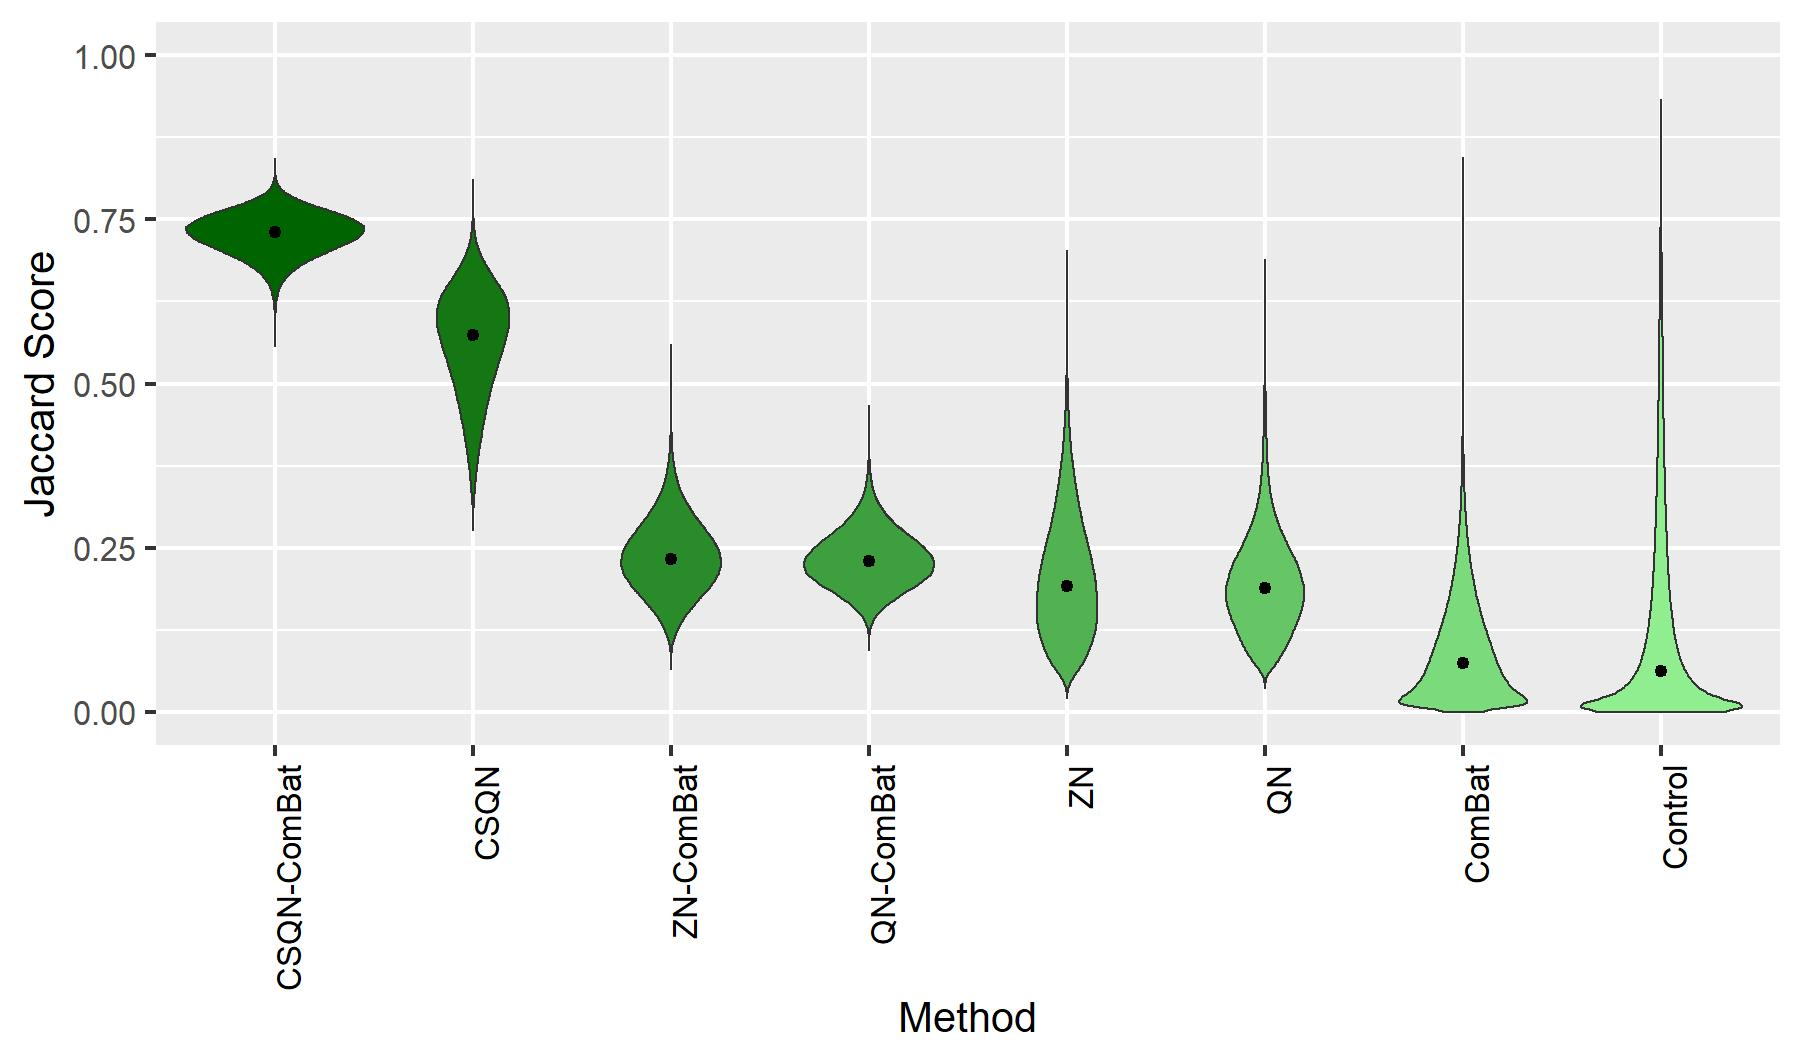 Jaccard Score
1.00
0.75
0.50
0.25
0.00
CSQN-ComBat
CSQN
ZN-ComBat
QN-ComBat
ZN
QN
ComBat
Control
Method